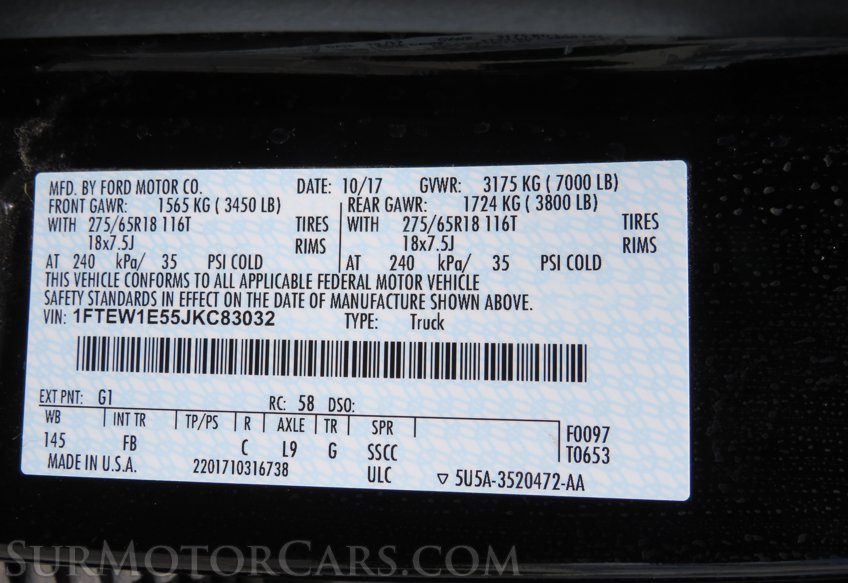 MFD. BY FORD MOTOR CO. DATE: 10/17 GVWR: 3175 KG ( 7000 LB)
FRONT GAWR: 1565 KG ( 3450 LB) REAR GAWR: 1724 KG ( 3800 LB)
WITH 275/65R18 116T TIRES WITH 275/65R18 116T TIRES
18x7.5J RIMS 18x7.5J RIMS
AT 240 kPa/ 35 PSI COLD AT 240 kPa/ 35 PSI COLD
THIS VEHICLE CONFORMS TO ALL APPLICABLE FEDERAL MOTOR VEHICLE
SAFETY STANDARDS IN EFFECT ON THE DATE OF MANUFACTURE SHOWN ABOVE.
VIN: 1FTEW1E55JKC83032 TYPE: Truck
EXT PNT: G1 RC: 58 DSO:
WB INT TR TP/PS R AXLE TR SPR F0097
145 FB C L9 G SSCC T0653
MADE IN U.S.A. 2201710316738 ULC ▽ 5U5A-3520472-AA
SurMotorCars.com